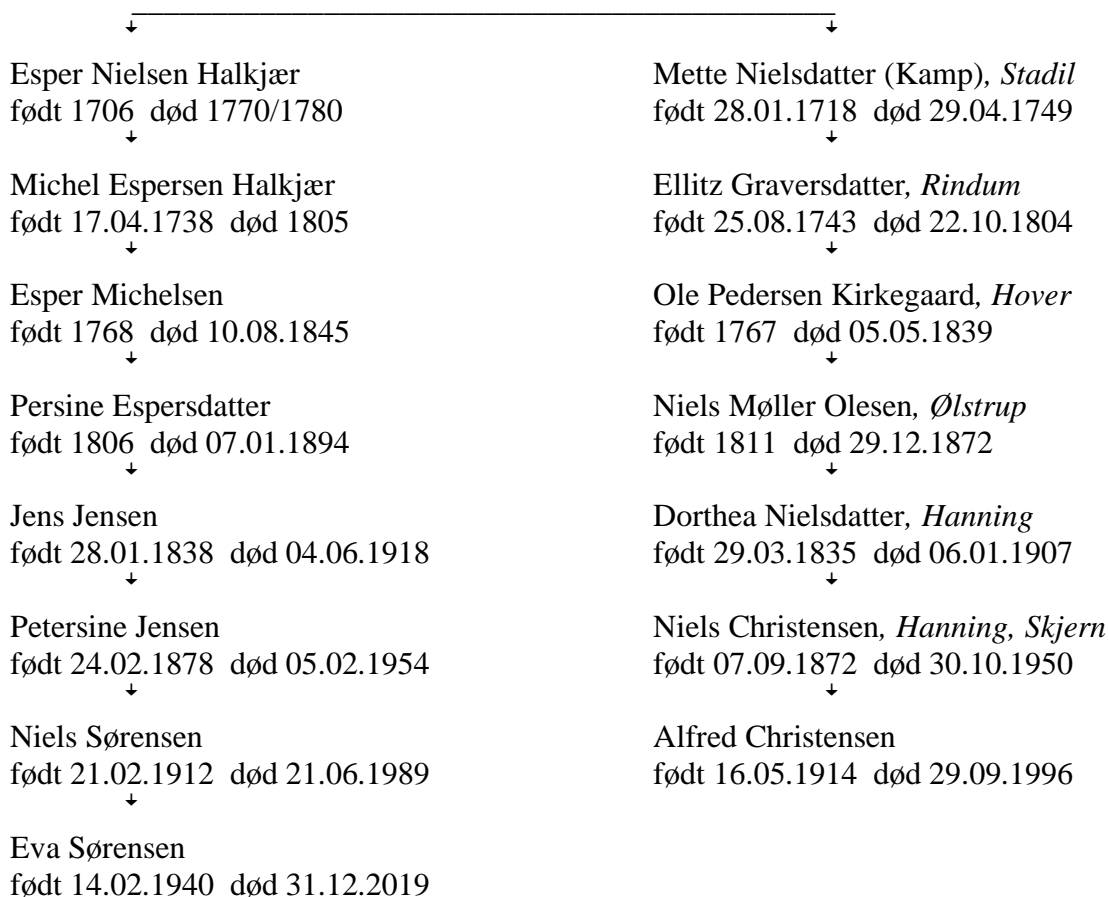 Esper Nielsen Halkjær
født 1706 død 1770/1780
Michel Espersen Halkjær
født 17.04.1738 død 1805
Esper Michelsen
født 1768 død 10.08.1845
Persine Espersdatter
født 1806 død 07.01.1894
Jens Jensen
født 28.01.1838 død 04.06.1918
Petersine Jensen
født 24.02.1878 død 05.02.1954
Niels Sørensen
født 21.02.1912 død 21.06.1989
Eva Sørensen
født 14.02.1940 død 31.12.2019
Mette Nielsdatter (Kamp), Stadil
født 28.01.1718 død 29.04.1749
Ellitz Graversdatter, Rindum
født 25.08.1743 død 22.10.1804
Ole Pedersen Kirkegaard, Hover
født 1767 død 05.05.1839
Niels Møller Olesen, Ølstrup
født 1811 død 29.12.1872
Dorthea Nielsdatter, Hanning
født 29.03.1835 død 06.01.1907
Niels Christensen, Hanning, Skjern
født 07.09.1872 død 30.10.1950
Alfred Christensen
født 16.05.1914 død 29.09.1996